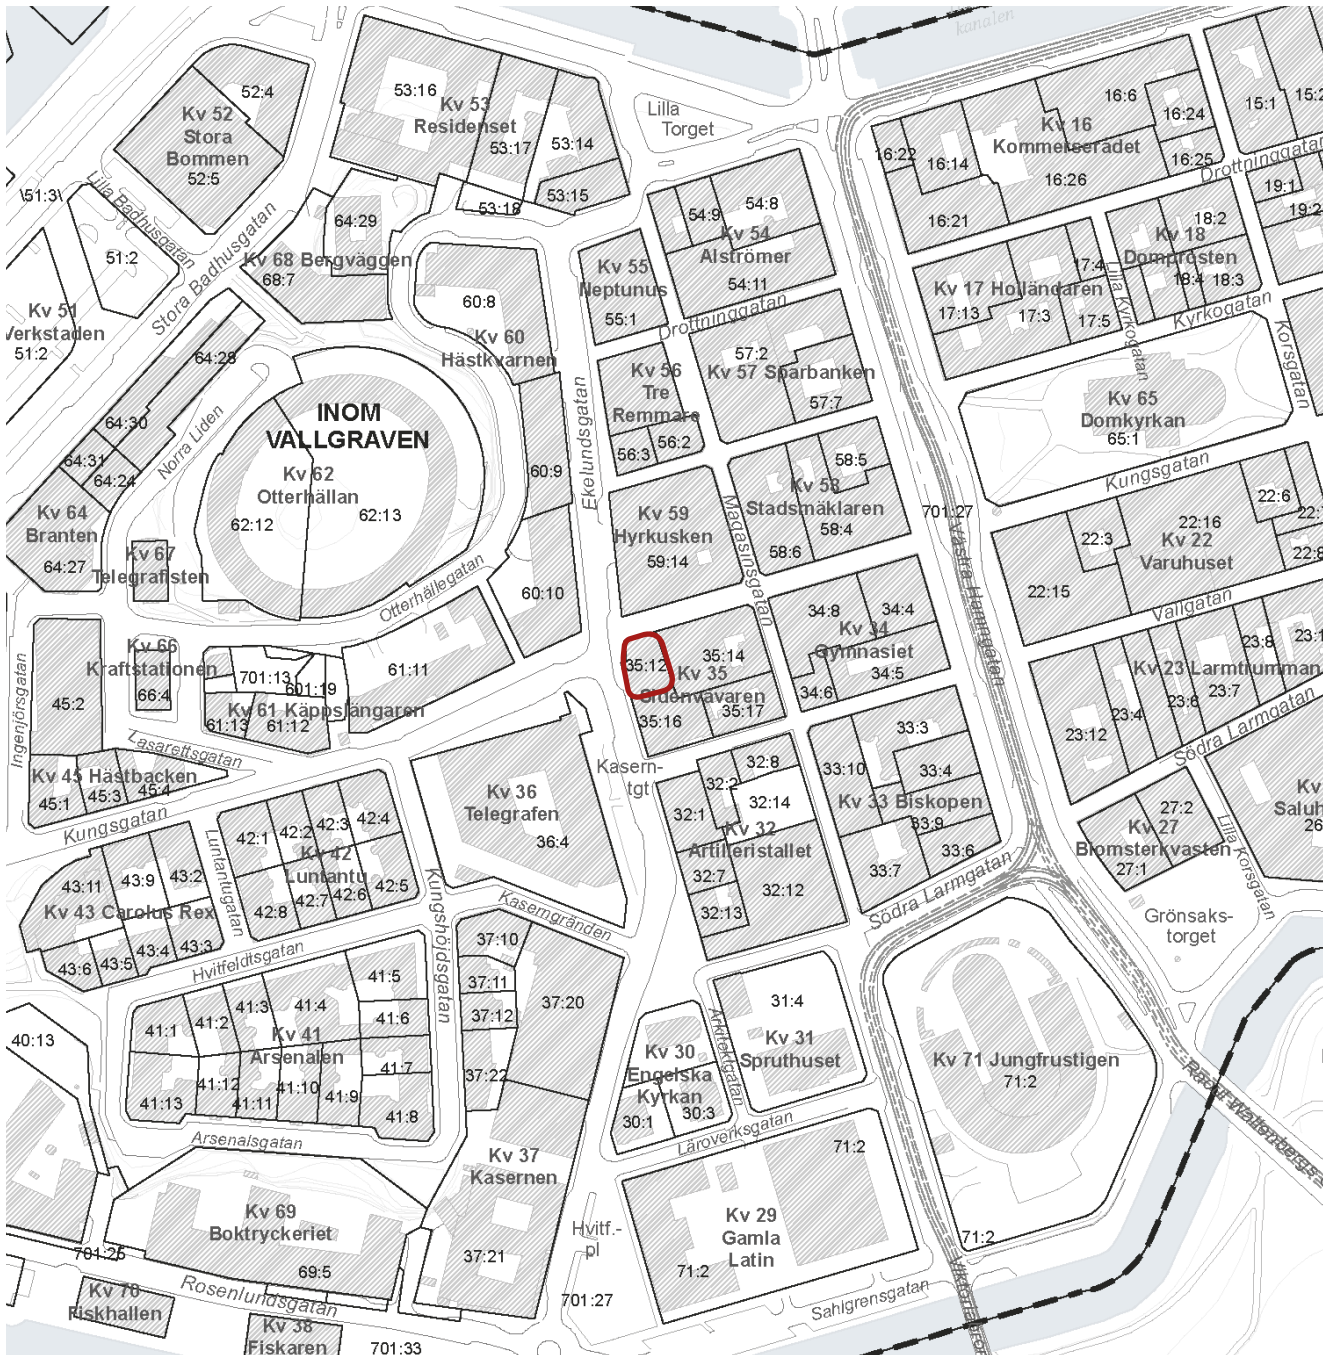 kanalen
52:4
Kv 52
Stora
Bommen
52:5
53:16
Kv 53
Residenset
53:17
53:14
53:15
53:18
Lilla
Torget
16:6
16:24
Kv 16
Kommerserådet
16:22
16:14
16:25
16:26
16:21
15:1
Drottninggatan
19:1
51:3
Lilla Badhusgatan
51:2
Stora Badhusgatan
64:29
Kv 68 Bergväggen
68:7
54:9
54:8
Kv 54
Alströmer
54:11
18:2
Kv 18
Domprosten
18:4
18:3
17:4
Lilla Kyrkogatan
Kv 17 Holländaren
17:13
17:3
17:5
Kyrkogatan
Korsgatan
Kv 51
Verkstaden
51:2
60:8
Kv 60
Hästkvarnen
Kv 55
Neptunus
55:1
Drottninggatan
57:2
Kv 57 Sparbanken
57:7
64:28
64:30
64:31
64:24
Norra Liden
INOM
VALLGRAVEN
Kv 62
Otterhällan
62:12
62:13
60:9
Ekelundsgatan
Kv 56
Tre
Remmare
56:2
56:3
Kv 65
Domkyrkan
65:1
Kungsgatan
58:5
Kv 58
Stadsmäklaren
58:4
58:6
Magasinsgatan
701:27
Västra Hamngatan
22:6
22:16
22:3
Kv 22
Varuhuset
22:8
22:15
Vallgatan
Kv 64
Branten
64:27
Kv 67
Telegrafisten
Otterhällegatan
60:10
Kv 59
Hyrkusken
59:14
34:8
34:4
Kv 34
Gymnasiet
34:5
34:6
23:8
Kv 23 Larmtrumman
23:7
23:6
23:4
23:12
Södra Larmgatan
Ingenjörsgatan
45:2
Kv 66
Kraftstationen
66:4
701:13
601:19
61:11
Kv 61 Käppslängaren
61:13
61:12
Lasarettsgatan
35:12
35:14
Kv 35
Sidenvävaren
35:16
35:17
Kv 45 Hästbacken
45:1
45:3
45:4
Kungsgatan
Kasern-
tgt
Kv 36
Telegrafen
36:4
32:8
32:2
32:14
32:1
Kv 32
Artilleristallet
32:7
32:12
32:13
33:3
33:10
33:4
Kv 33 Biskopen
33:9
33:6
33:7
Södra Larmgatan
27:2
Kv 27
Blomsterkvasten
27:1
Lilla Korsgatan
Grönsaks-
torget
42:1
42:2
42:3
42:4
Kv 42
Luntantu
42:5
42:6
42:7
42:8
Luntantugatan
43:11
43:9
43:2
Kv 43 Carolus Rex
43:6
43:5
43:4
43:3
Hvitfeldtsgatan
Kungshöjdsgatan
Kaserngränden
37:10
37:11
37:12
37:20
37:22
40:13
41:1
41:2
41:3
41:4
41:5
41:6
Kv 41
Arsenalen
41:7
41:13
41:12
41:11
41:10
41:9
41:8
Arsenalsgatan
Kv 30
Engelska
Kyrkan
30:1
30:3
Arkitektgatan
31:4
Kv 31
Spruthuset
Läroverksgatan
Kv 71 Jungfrustigen
71:2
Raoul Wallenbergs
Kv 37
Kasernen
37:21
71:2
Kv 29
Gamla
Latin
71:2
71:2
Hvitf.-
pl
701:27
Sahlgrensgatan
Kv 69
Boktryckeriet
69:5
701:25
Rosenlundsgatan
Kv 70
Fiskhallen
Kv 38
Fiskaren
701:33